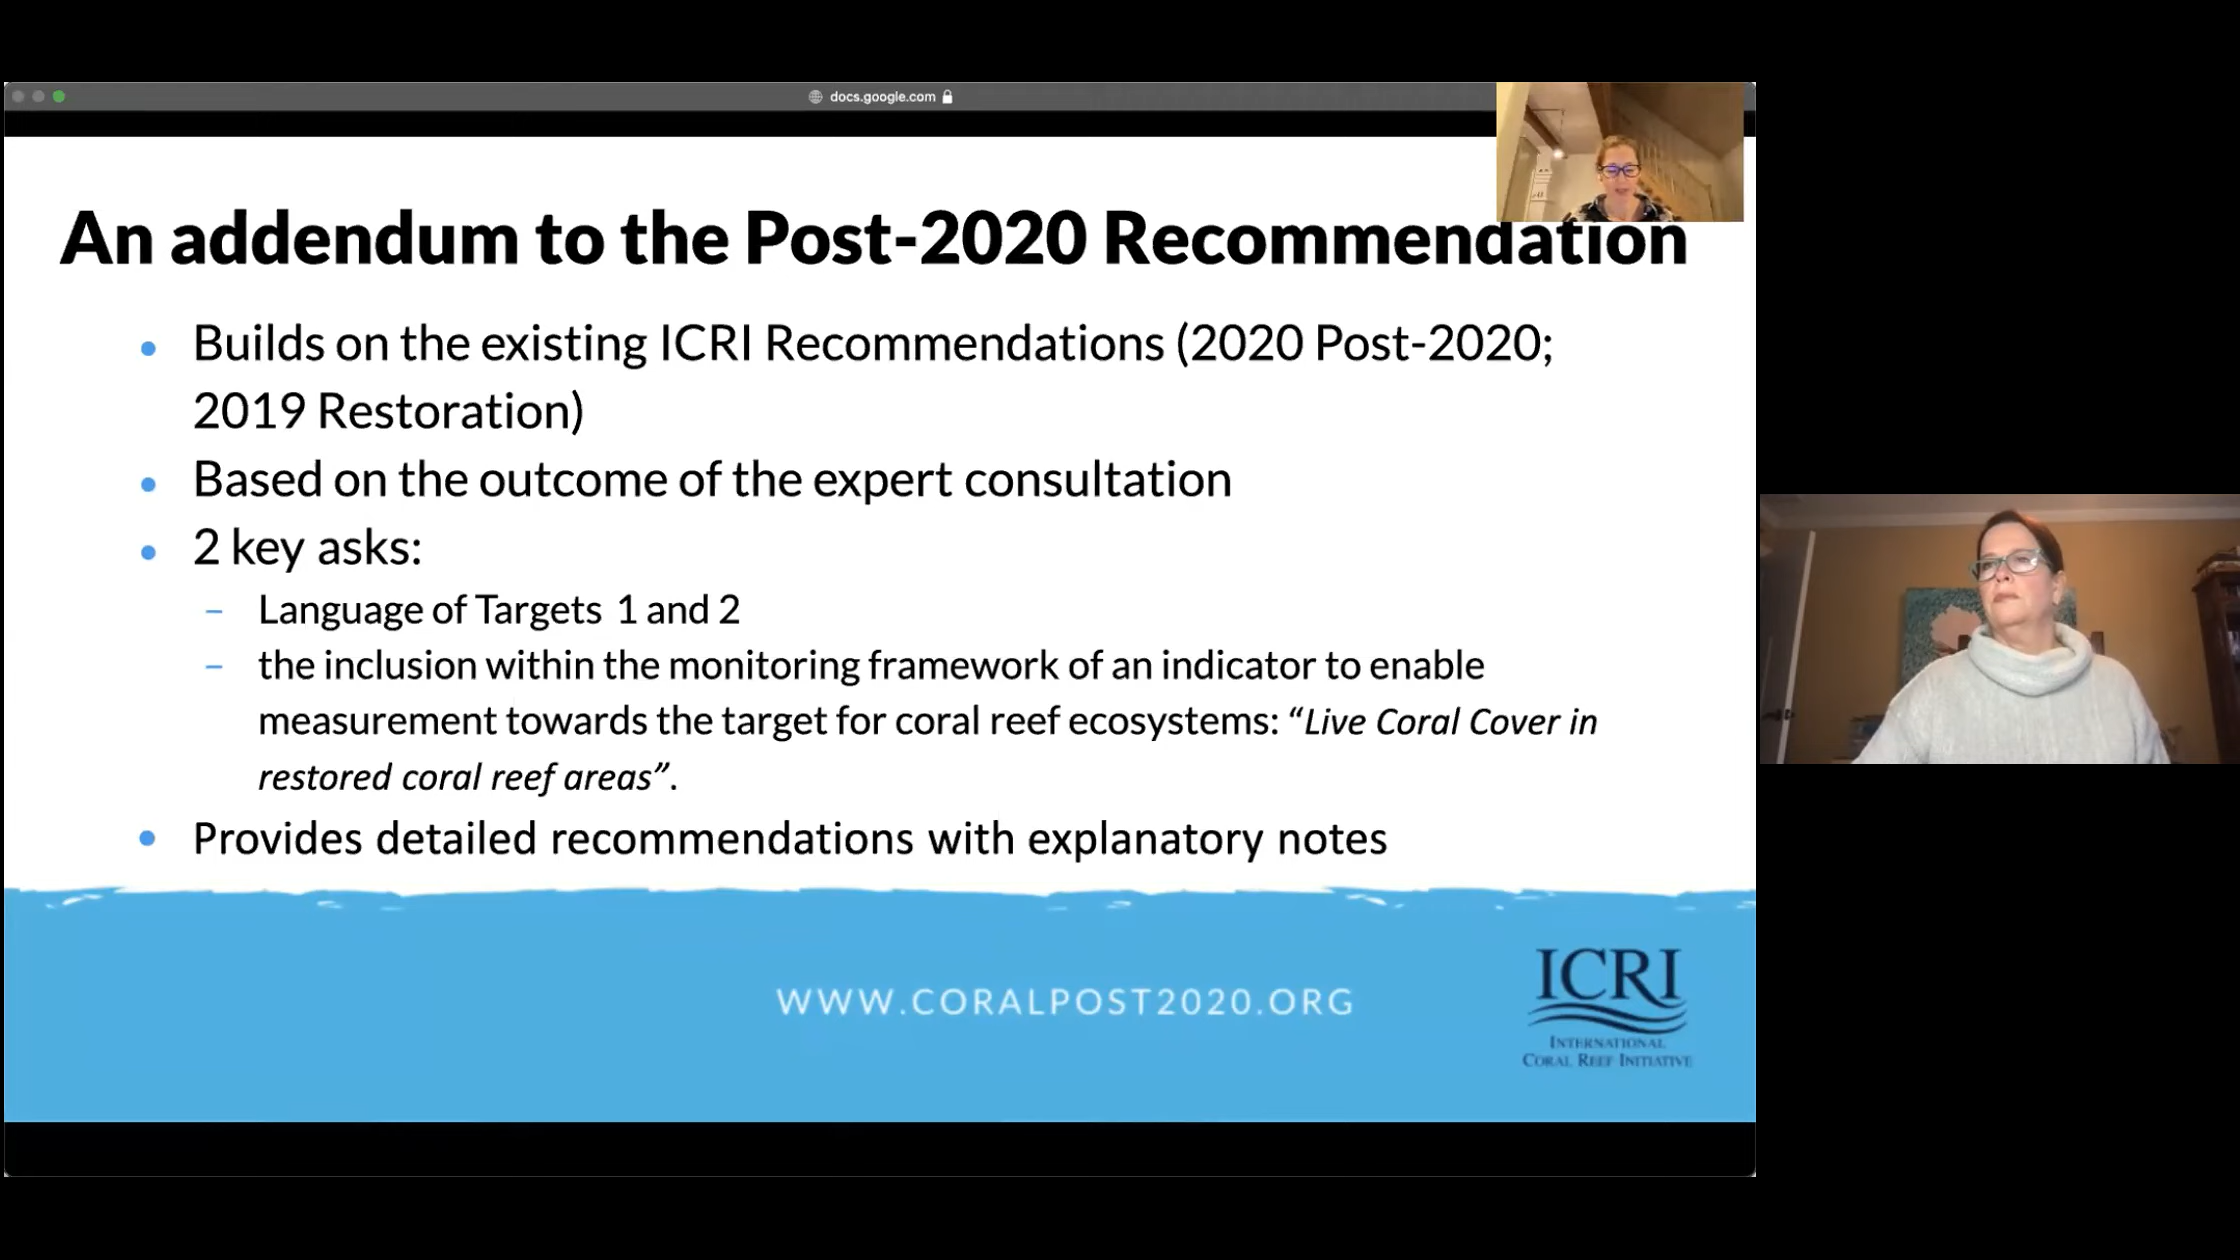 docs.google.com
An addendum to the Post-2020 Recommendation
• Builds on the existing ICRI Recommendations (2020 Post-2020;
2019 Restoration)
• Based on the outcome of the expert consultation
• 2 key asks:
– Language of Targets 1 and 2
– the inclusion within the monitoring framework of an indicator to enable
measurement towards the target for coral reef ecosystems: “Live Coral Cover in
restored coral reef areas”.
• Provides detailed recommendations with explanatory notes
WWW.CORALPOST2020.ORG
ICRI
INTERNATIONAL
CORAL REEF INITIATIVE